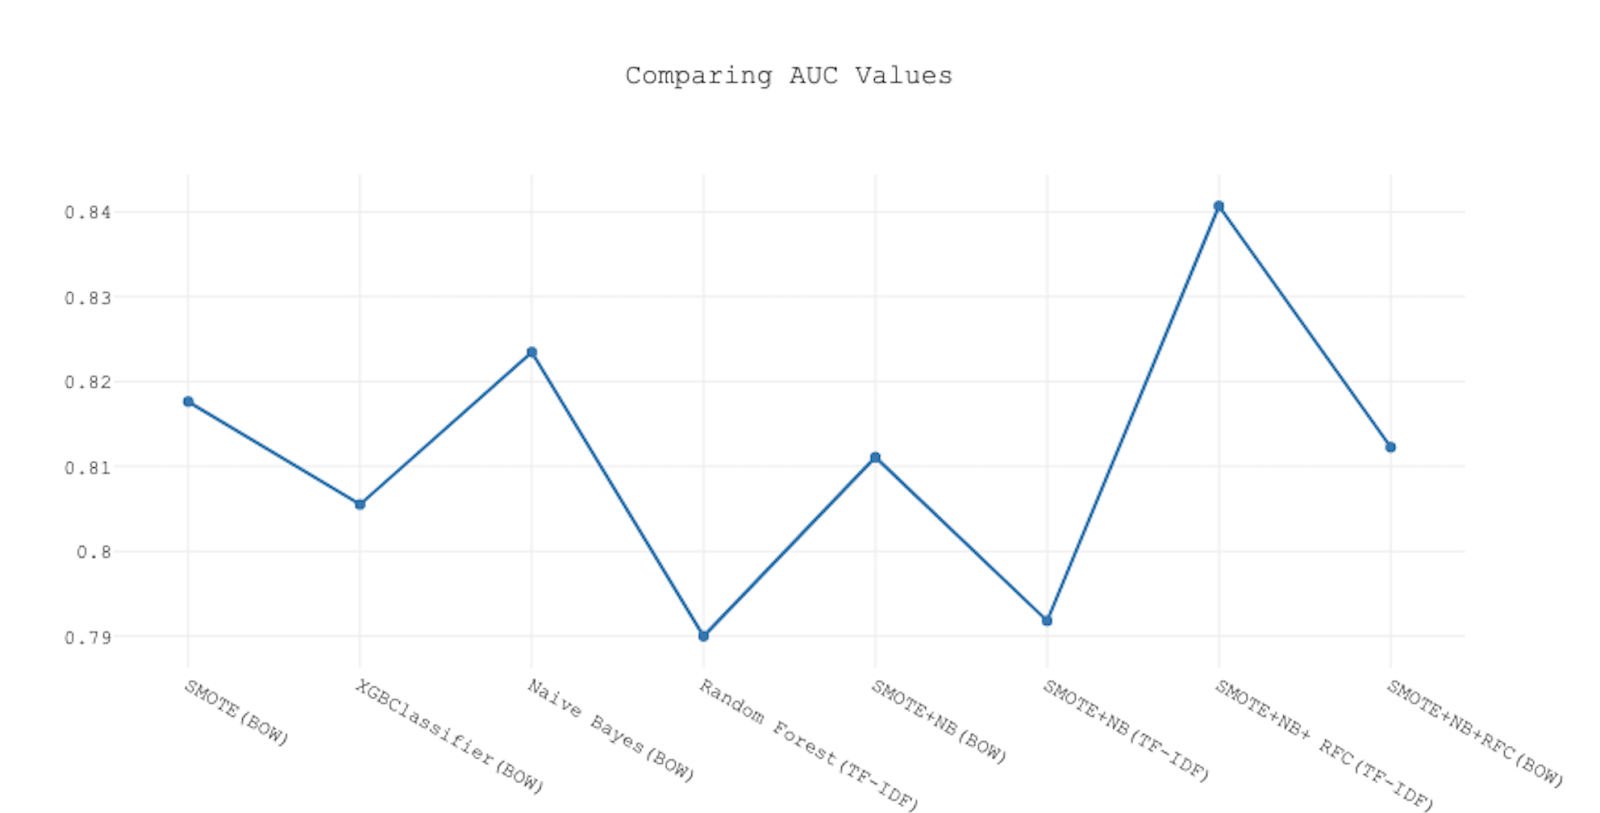 Comparing AUC Values
0.84
0.83
0.82
0.81
0.8
0.79
SMOTE(BOW)
XGBClassifier(BOW)
Naive Bayes(BOW)
Random Forest(TF-IDF)
SMOTE+NB(BOW)
SMOTE+NB(TF-IDF)
SMOTE+NB+ RFC(TF-IDF)
SMOTE+NB+RFC(BOW)